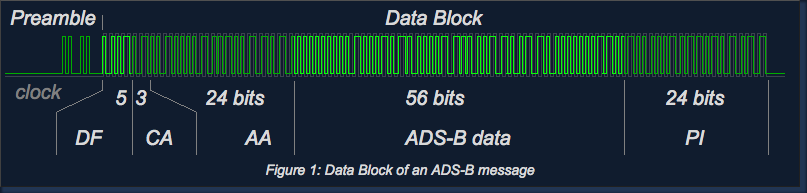 Preamble Data Block
clock 5 3 24 bits 56 bits 24 bits
DF CA AA ADS-B data PI
Figure 1: Data Block of an ADS-B message